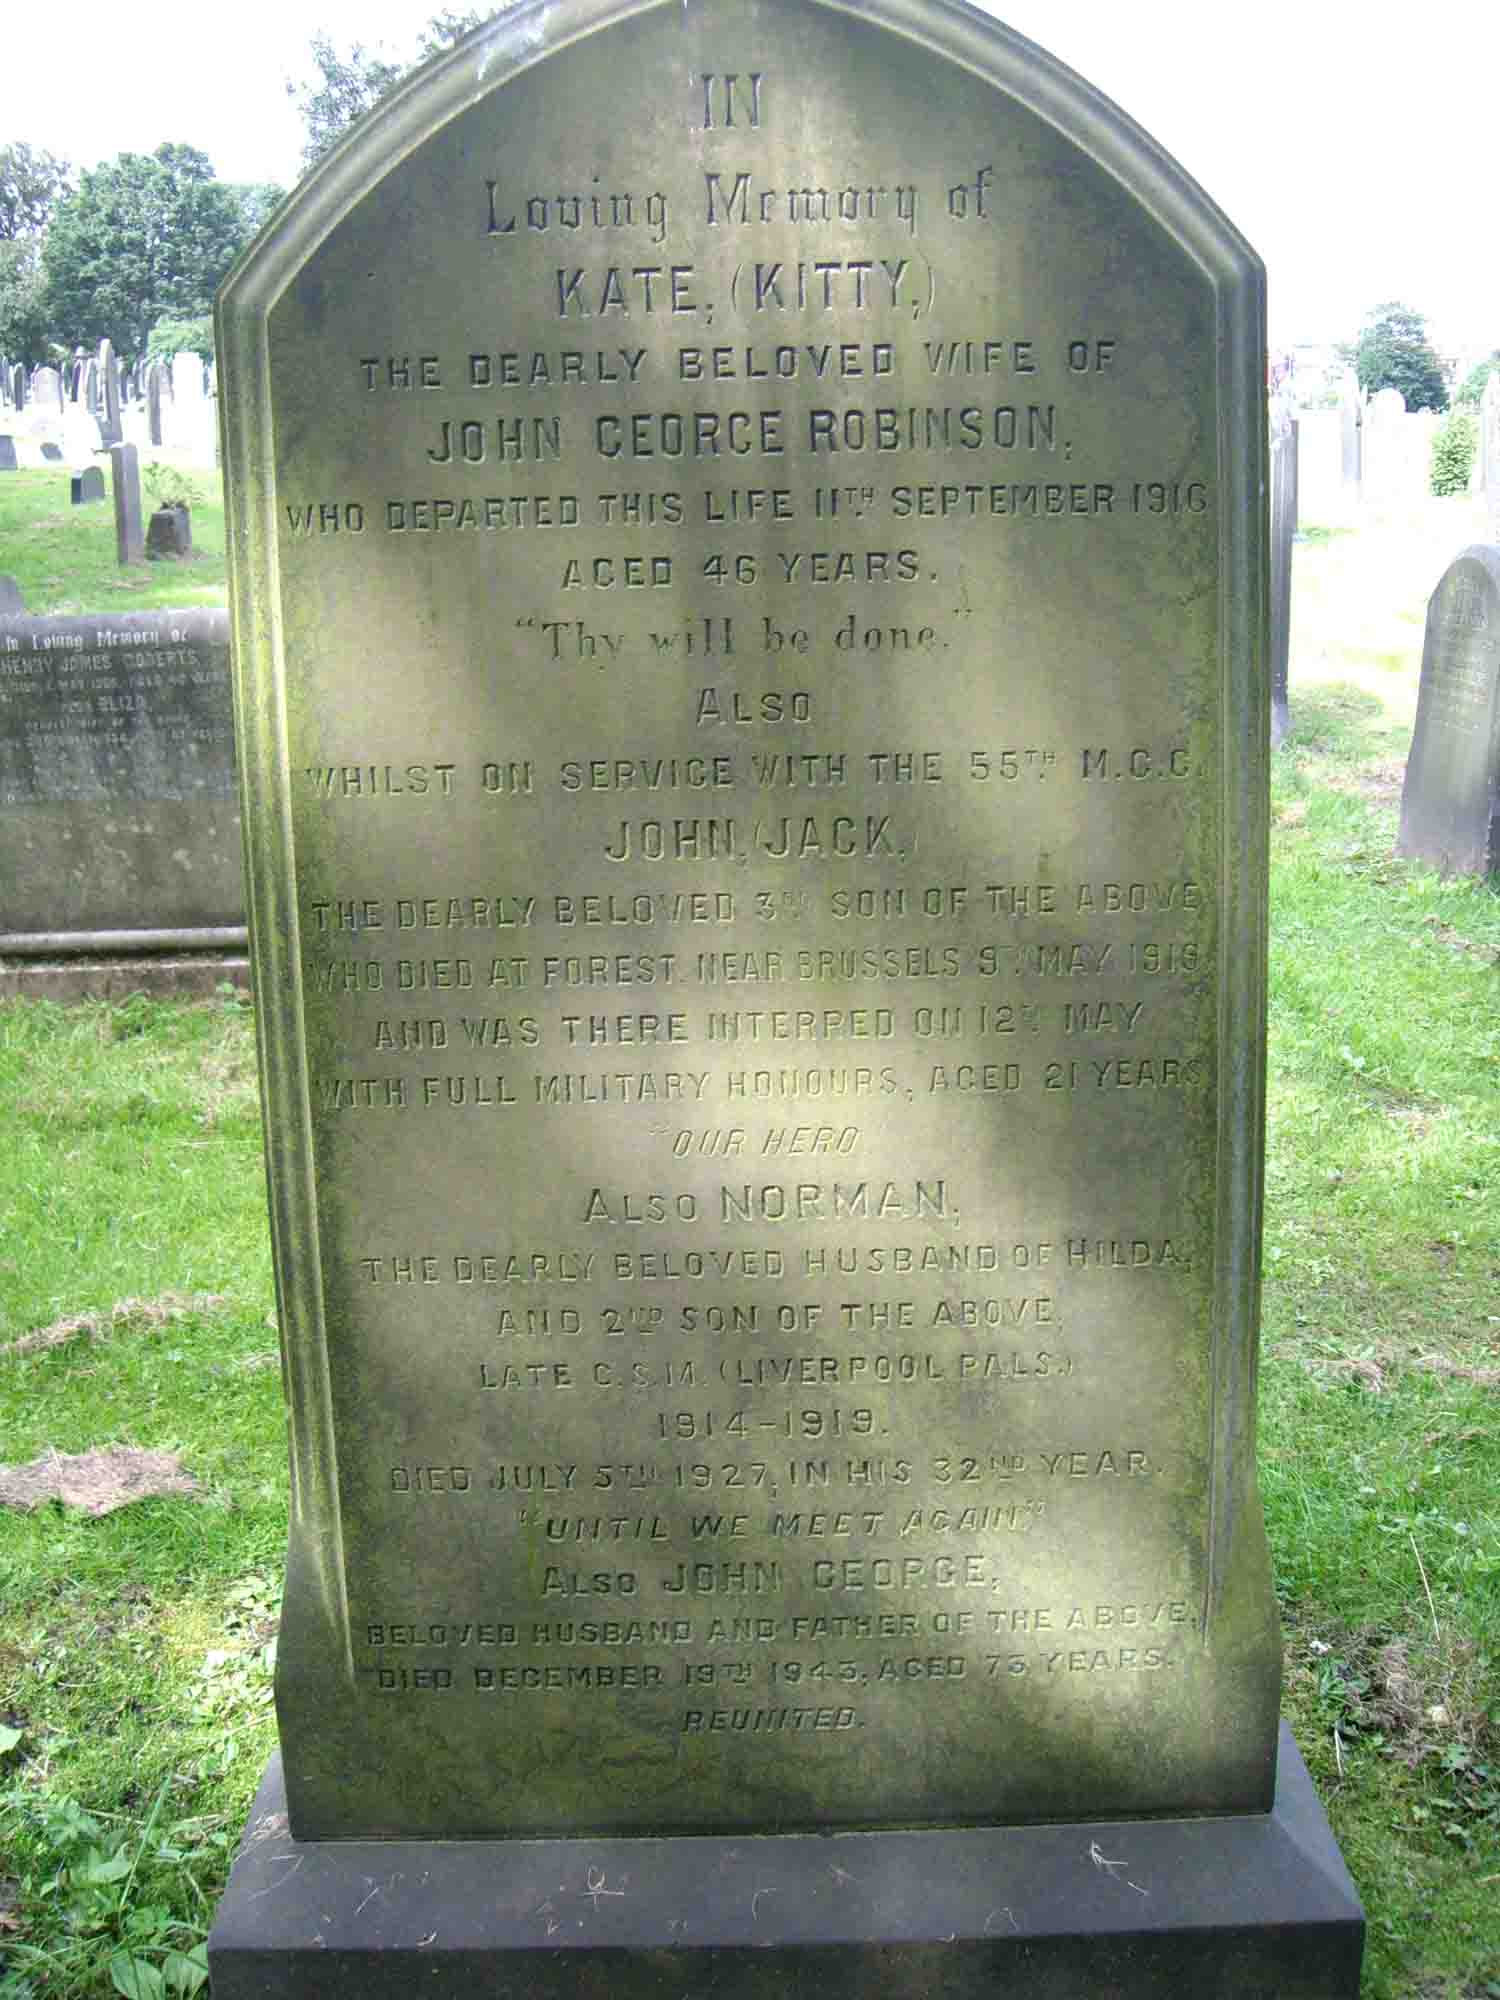 IN
Loving Memory of
KATE, (KITTY,)
THE DEARLY BELOVED WIFE OF
JOHN GEORGE ROBINSON,
WHO DEPARTED THIS LIFE 11TH SEPTEMBER 1916
AGED 46 YEARS.
"Thy will be done."
ALSO
WHILST ON SERVICE WITH THE 55TH M.G.C.
JOHN, (JACK,)
THE DEARLY BELOVED 3RD SON OF THE ABOVE
WHO DIED AT FOREST. NEAR BRUSSELS 9TH MAY 1919
AND WAS THERE INTERRED ON 12TH MAY
WITH FULL MILITARY HONOURS, AGED 21 YEARS
"OUR HERO
ALSO NORMAN,
THE DEARLY BELOVED HUSBAND OF HILDA,
AND 2ND SON OF THE ABOVE,
LATE C.S.M. (LIVERPOOL PALS.)
1914-1919.
DIED JULY 5TH 1927, IN HIS 32ND YEAR.
"UNTIL WE MEET AGAIN"
ALSO JOHN GEORGE,
BELOVED HUSBAND AND FATHER OF THE ABOVE,
DIED DECEMBER 19TH 1943, AGED 73 YEARS.
REUNITED.
In Loving Memory of
HENRY JAMES ROBERTS
ELIZA